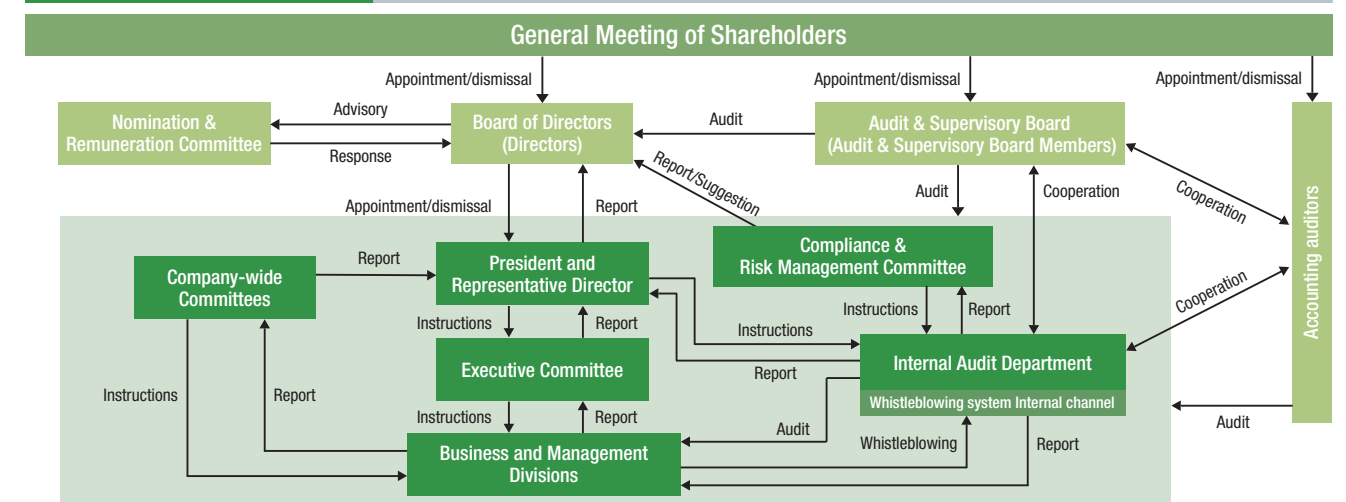 General Meeting of Shareholders
Appointment/dismissal
Appointment/dismissal
Appointment/dismissal
Nomination &
Remuneration Committee
Advisory
Response
Board of Directors
(Directors)
Audit
Audit & Supervisory Board
(Audit & Supervisory Board Members)
Accounting auditors
Report/Suggestion
Audit
Cooperation
Cooperation
Appointment/dismissal
Report
Company-wide
Committees
Report
President and
Representative Director
Compliance &
Risk Management Committee
Cooperation
Instructions
Report
Instructions
Report
Instructions
Executive Committee
Report
Internal Audit Department
Whistleblowing system Internal channel
Instructions
Report
Instructions
Report
Audit
Whistleblowing
Report
Audit
Business and Management
Divisions